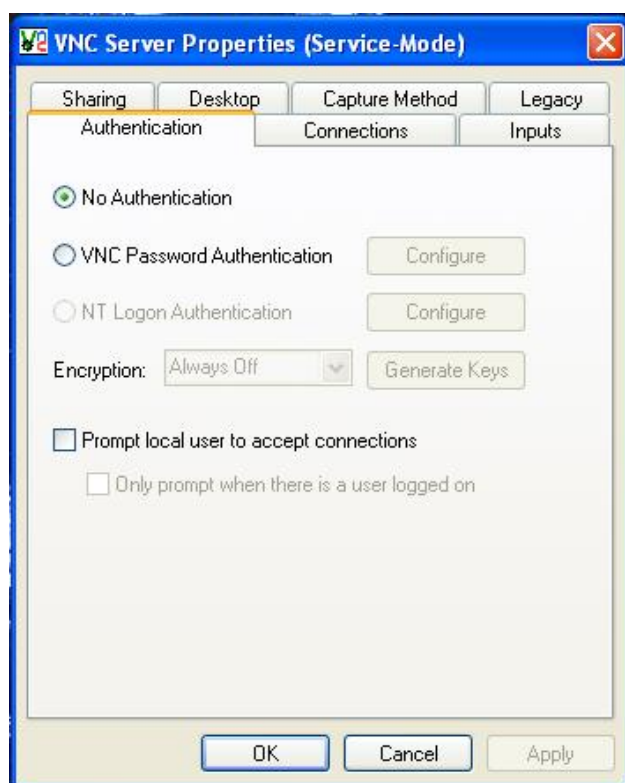 VNC Server Properties (Service-Mode)
Sharing Desktop Capture Method Legacy
Authentication Connections Inputs
No Authentication
VNC Password Authentication Configure
NT Logon Authentication Configure
Encryption: Always Off Generate Keys
Prompt local user to accept connections
Only prompt when there is a user logged on
OK Cancel Apply